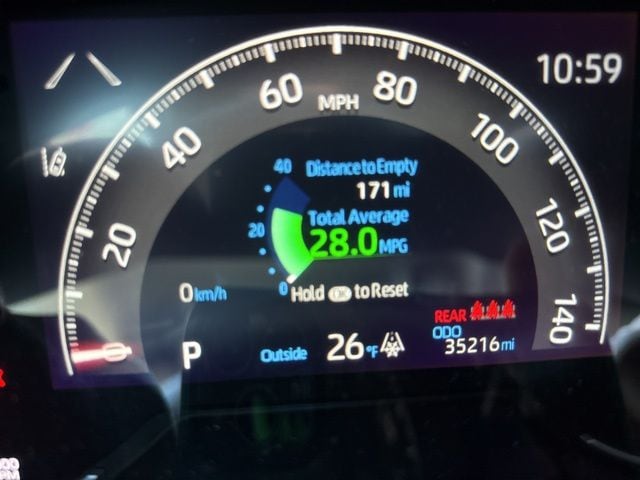 10:59
60 MPH 80
40 100
20 120
0 140
40 Distance to Empty
171 mi
Total Average
20 28.0 MPG
0 Hold OK to Reset
0 km/h
REAR
ODO
P Outside 26 °F 35216 mi